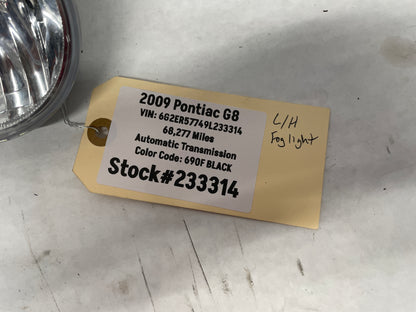 2009 Pontiac G8
VIN: 6G2ER57749L233314
68,277 Miles
Automatic Transmission
Color Code: 690F BLACK
Stock#233314
L/H
Fog light